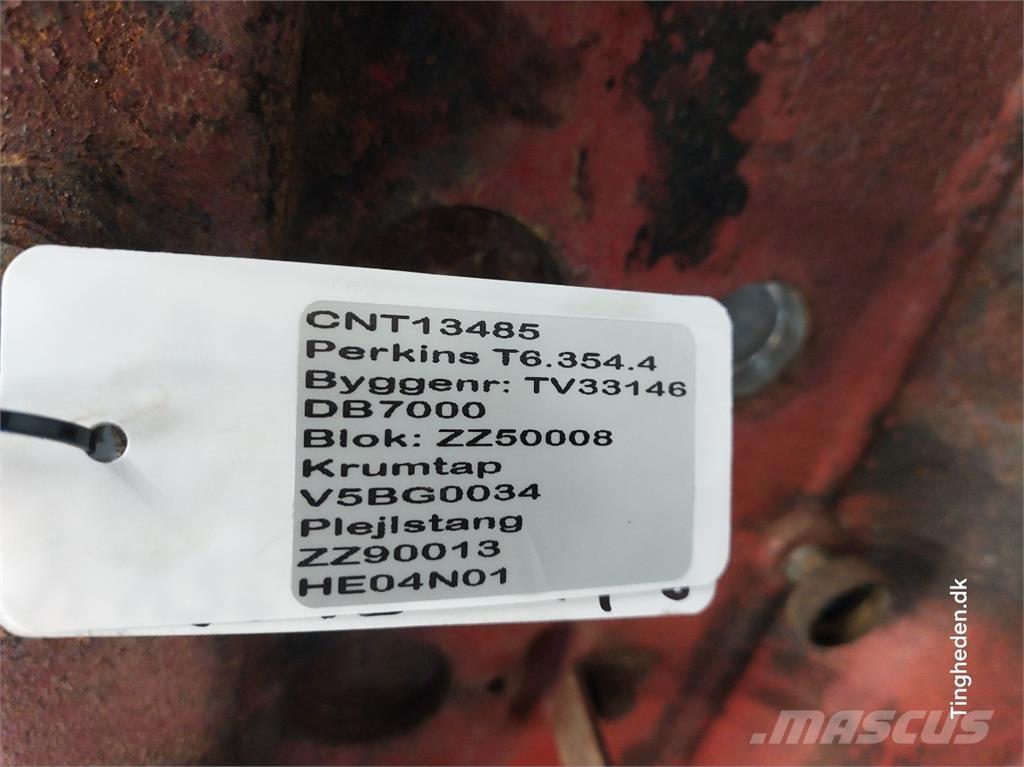 CNT13485
Perkins T6.354.4
Byggenr: TV33146
DB7000
Blok: ZZ50008
Krumtap
V5BG0034
Plejlstang
ZZ90013
HE04N01
Tingheden.dk
MASCUS